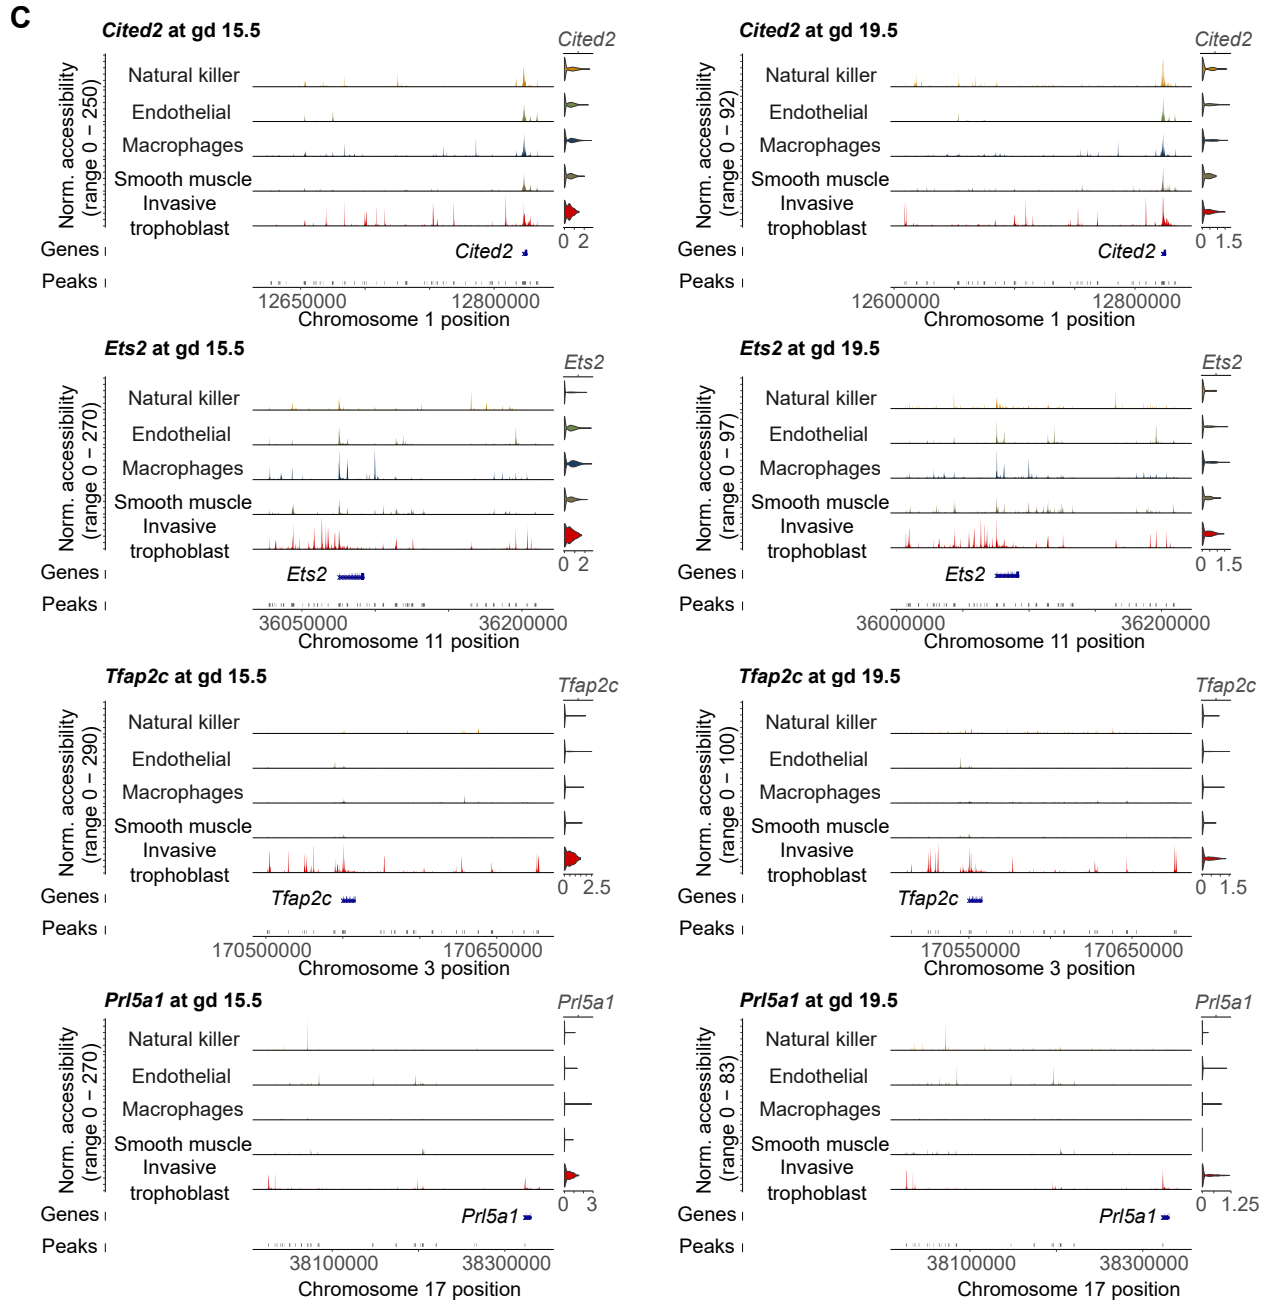 C
Cited2 at gd 15.5
Cited2
Norm. accessibility
(range 0 − 250)
Natural killer
Endothelial
Macrophages
Smooth muscle
Invasive
trophoblast
0 2
Genes
Cited2
Peaks
12650000 12800000
Chromosome 1 position
Cited2 at gd 19.5
Cited2
Norm. accessibility
(range 0 − 92)
Natural killer
Endothelial
Macrophages
Smooth muscle
Invasive
trophoblast
0 1.5
Genes
Cited2
Peaks
12600000 12800000
Chromosome 1 position
Ets2 at gd 15.5
Ets2
Norm. accessibility
(range 0 − 270)
Natural killer
Endothelial
Macrophages
Smooth muscle
Invasive
trophoblast
0 2
Genes
Ets2
Peaks
36050000 36200000
Chromosome 11 position
Ets2 at gd 19.5
Ets2
Norm. accessibility
(range 0 − 97)
Natural killer
Endothelial
Macrophages
Smooth muscle
Invasive
trophoblast
0 1.5
Genes
Ets2
Peaks
36000000 36200000
Chromosome 11 position
Tfap2c at gd 15.5
Tfap2c
Norm. accessibility
(range 0 − 290)
Natural killer
Endothelial
Macrophages
Smooth muscle
Invasive
trophoblast
0 2.5
Genes
Tfap2c
Peaks
170500000 170650000
Chromosome 3 position
Tfap2c at gd 19.5
Tfap2c
Norm. accessibility
(range 0 − 100)
Natural killer
Endothelial
Macrophages
Smooth muscle
Invasive
trophoblast
0 1.5
Genes
Tfap2c
Peaks
170550000 170650000
Chromosome 3 position
Prl5a1 at gd 15.5
Prl5a1
Norm. accessibility
(range 0 − 270)
Natural killer
Endothelial
Macrophages
Smooth muscle
Invasive
trophoblast
0 3
Genes
Prl5a1
Peaks
38100000 38300000
Chromosome 17 position
Prl5a1 at gd 19.5
Prl5a1
Norm. accessibility
(range 0 − 83)
Natural killer
Endothelial
Macrophages
Smooth muscle
Invasive
trophoblast
0 1.25
Genes
Prl5a1
Peaks
38100000 38300000
Chromosome 17 position